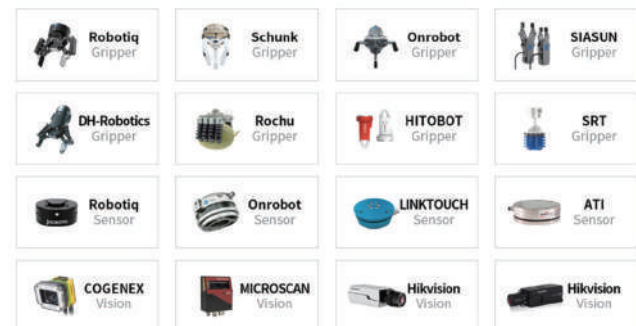 Robotiq
Gripper
Schunk
Gripper
Onrobot
Gripper
SIASUN
Gripper
DH-Robotics
Gripper
Rochu
Gripper
HITOBOT
Gripper
SRT
Gripper
Robotiq
Sensor
Onrobot
Sensor
LINKTOUCH
Sensor
ATI
Sensor
COGENEX
Vision
MICROSCAN
Vision
Hikvision
Vision
Hikvision
Vision